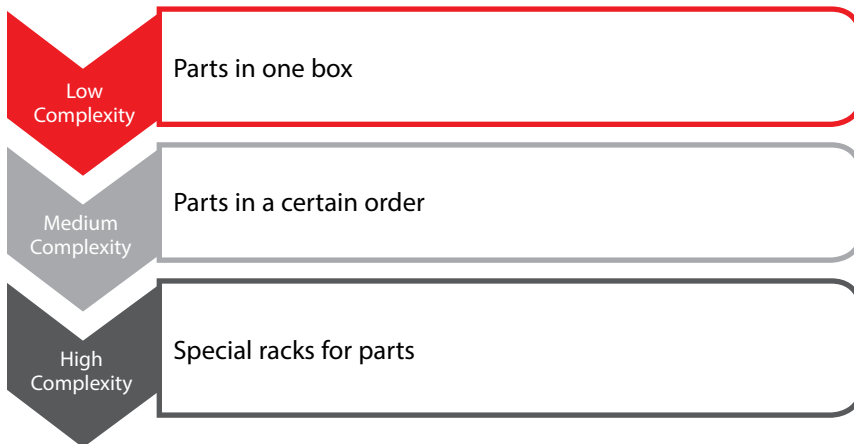 Low
Complexity
Parts in one box
Medium
Complexity
Parts in a certain order
High
Complexity
Special racks for parts